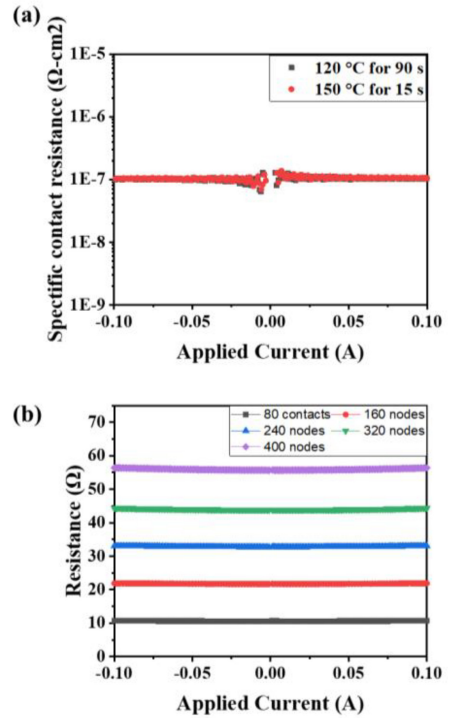 (a)
Spectific contact resistance (Ω-cm2)
1E-5
1E-6
1E-7
1E-8
1E-9
120 °C for 90 s
150 °C for 15 s
-0.10
-0.05
0.00
0.05
0.10
Applied Current (A)
(b)
Resistance (Ω)
70
60
50
40
30
20
10
0
80 contacts
160 nodes
240 nodes
320 nodes
400 nodes
-0.10
-0.05
0.00
0.05
0.10
Applied Current (A)